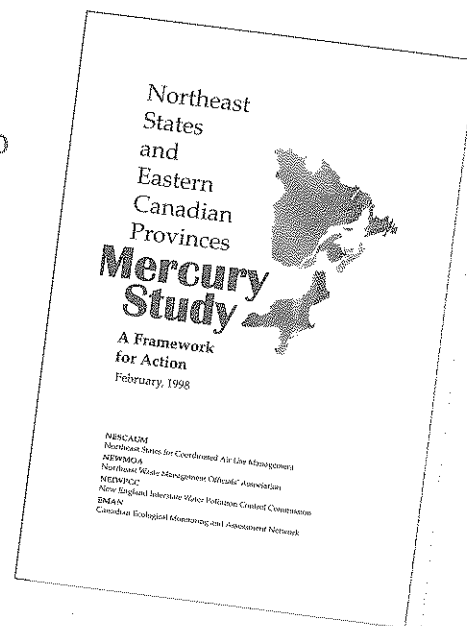 Northeast
States
and
Eastern
Canadian
Provinces
Mercury
Study
A Framework
for Action
February, 1998
NESCAUM
Northeast States for Coordinated Air Use Management
NEWMOA
Northeast Waste Management Officials' Association
NEIWPCC
New England Interstate Water Pollution Control Commission
EMAN
Canadian Ecological Monitoring and Assessment Network